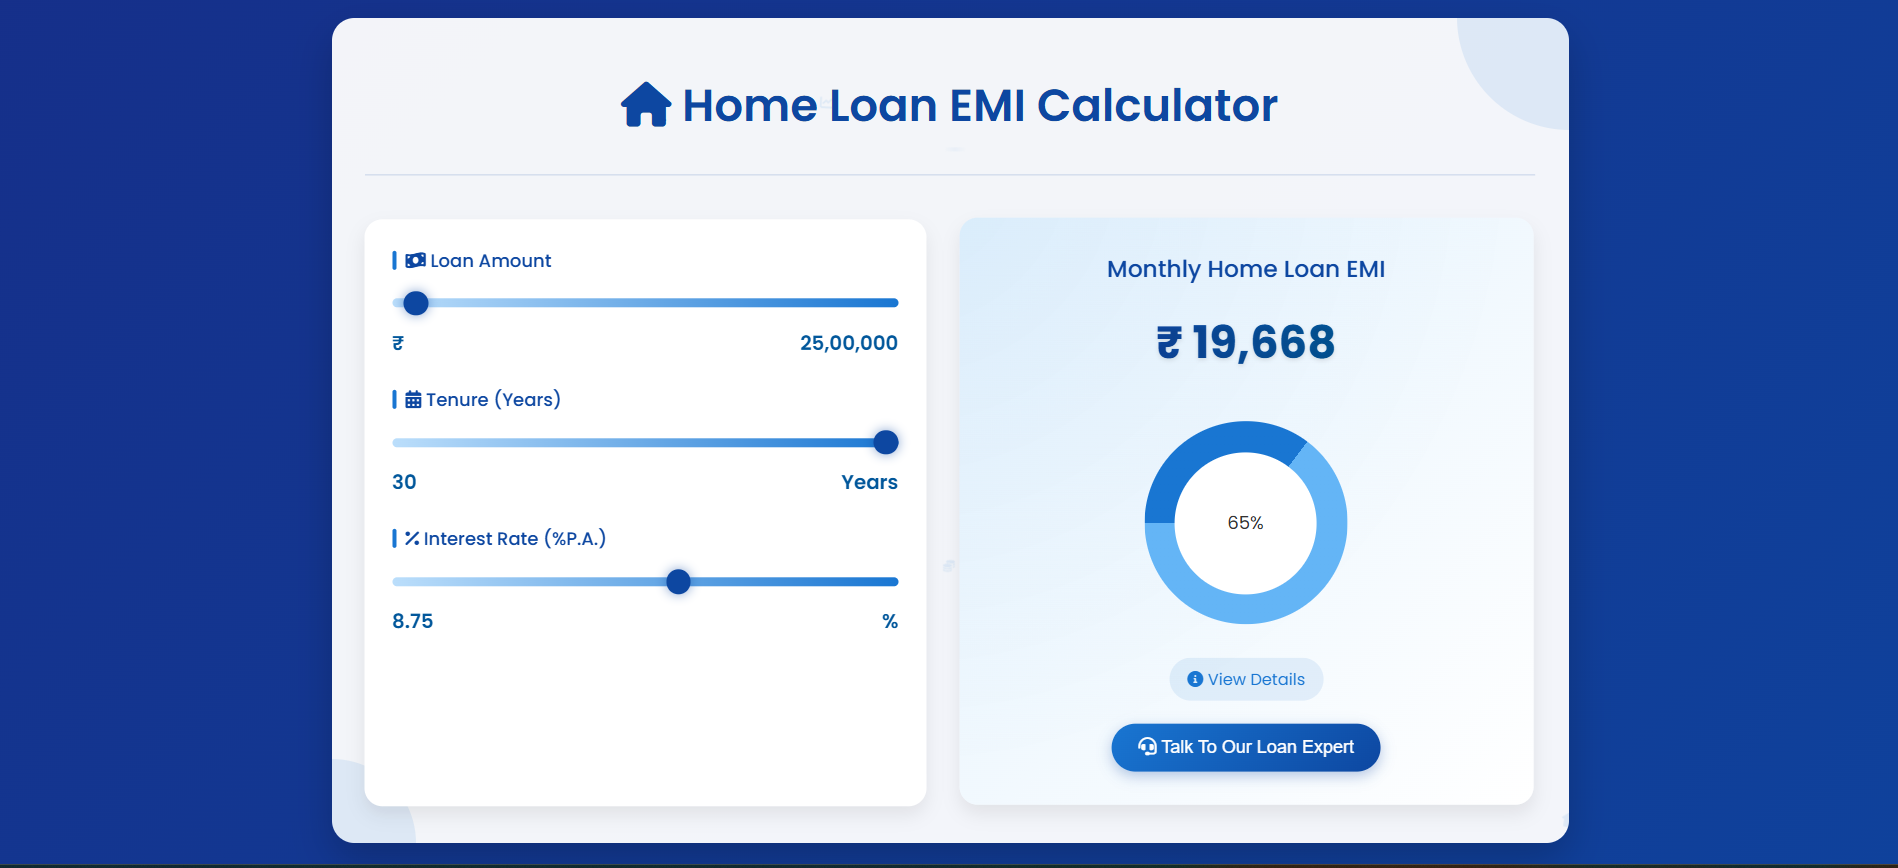 Home Loan EMI Calculator
Loan Amount
₹ 25,00,000
Tenure (Years)
30 Years
Interest Rate (%P.A.)
8.75 %
Monthly Home Loan EMI
₹ 19,668
65%
View Details
Talk To Our Loan Expert